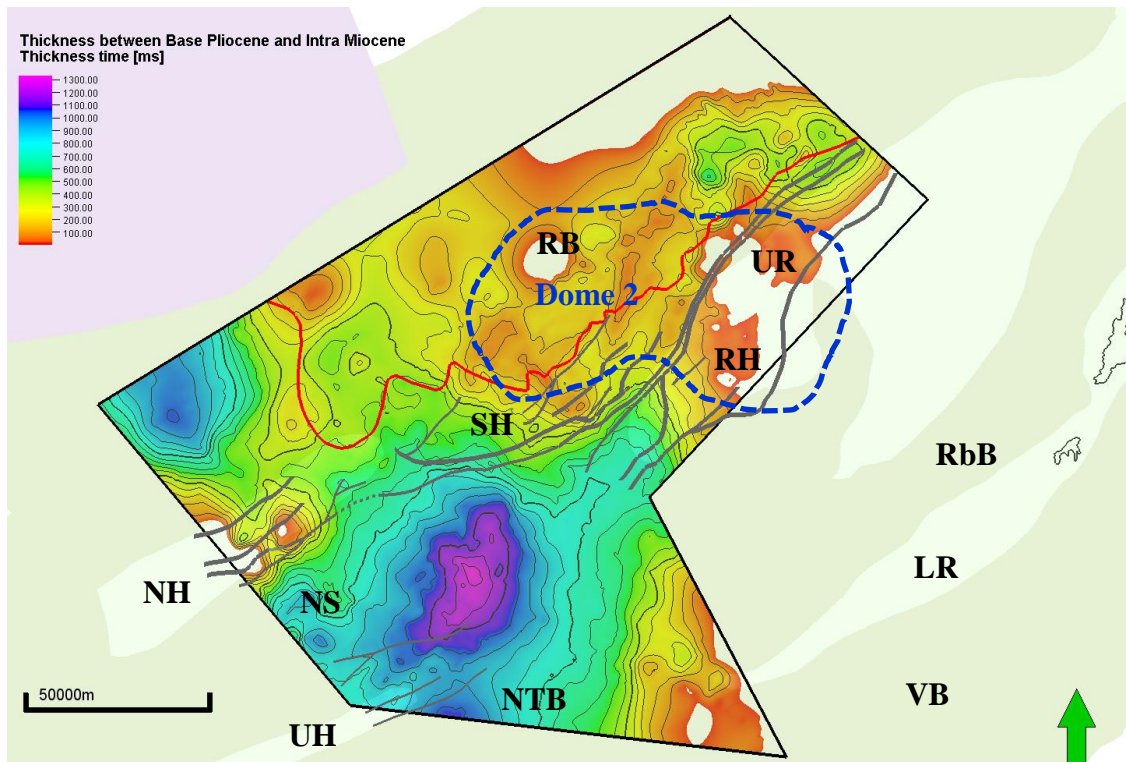 Thickness between Base Pliocene and Intra Miocene
Thickness time [ms]
1300.00
1200.00
1100.00
1000.00
900.00
800.00
700.00
600.00
500.00
400.00
300.00
200.00
100.00
RB
UR
Dome 2
RH
SH
RbB
LR
NH
NS
50000m
NTB
VB
UH